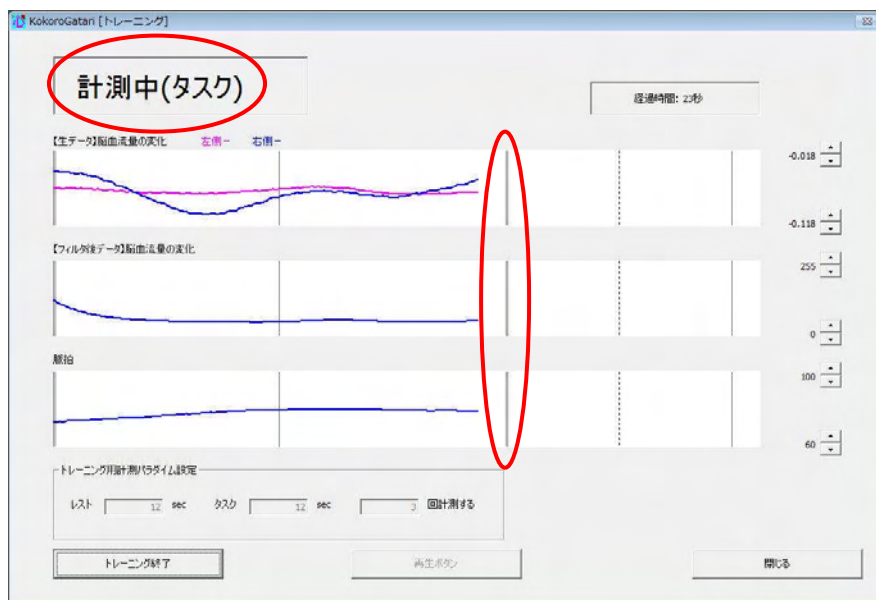 KokoroGatari [トレーニング]
計測中(タスク)
経過時間: 23秒
【生データ】脳血流量の変化 左側－ 右側－
-0.018
-0.118
【フィルタ後データ】脳血流量の変化
255
0
脈拍
100
60
トレーニング用計測パラダイム設定
レスト 12 sec タスク 12 sec 3 回計測する
トレーニング終了 再生ボタン 閉じる